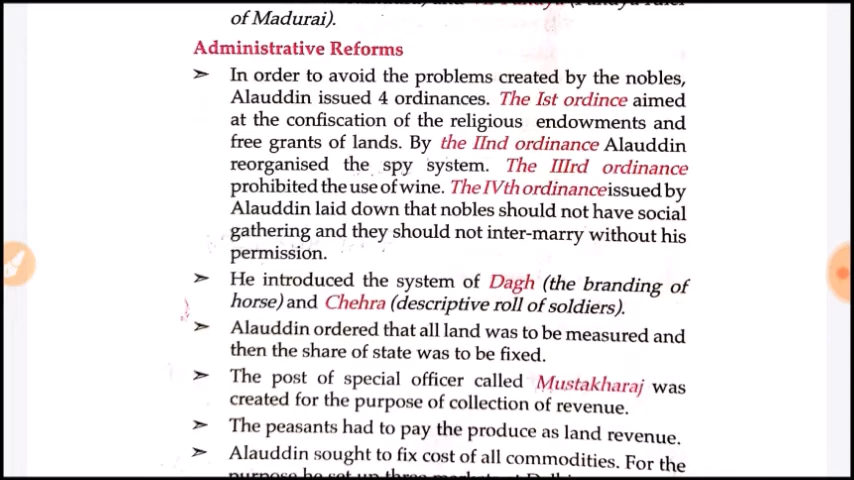 of Madurai).
Administrative Reforms
➢ In order to avoid the problems created by the nobles,
Alauddin issued 4 ordinances. The Ist ordince aimed
at the confiscation of the religious endowments and
free grants of lands. By the IInd ordinance Alauddin
reorganised the spy system. The IIIrd ordinance
prohibited the use of wine. The IVth ordinance issued by
Alauddin laid down that nobles should not have social
gathering and they should not inter-marry without his
permission.
➢ He introduced the system of Dagh (the branding of
horse) and Chehra (descriptive roll of soldiers).
➢ Alauddin ordered that all land was to be measured and
then the share of state was to be fixed.
➢ The post of special officer called Mustakharaj was
created for the purpose of collection of revenue.
➢ The peasants had to pay the produce as land revenue.
➢ Alauddin sought to fix cost of all commodities. For the